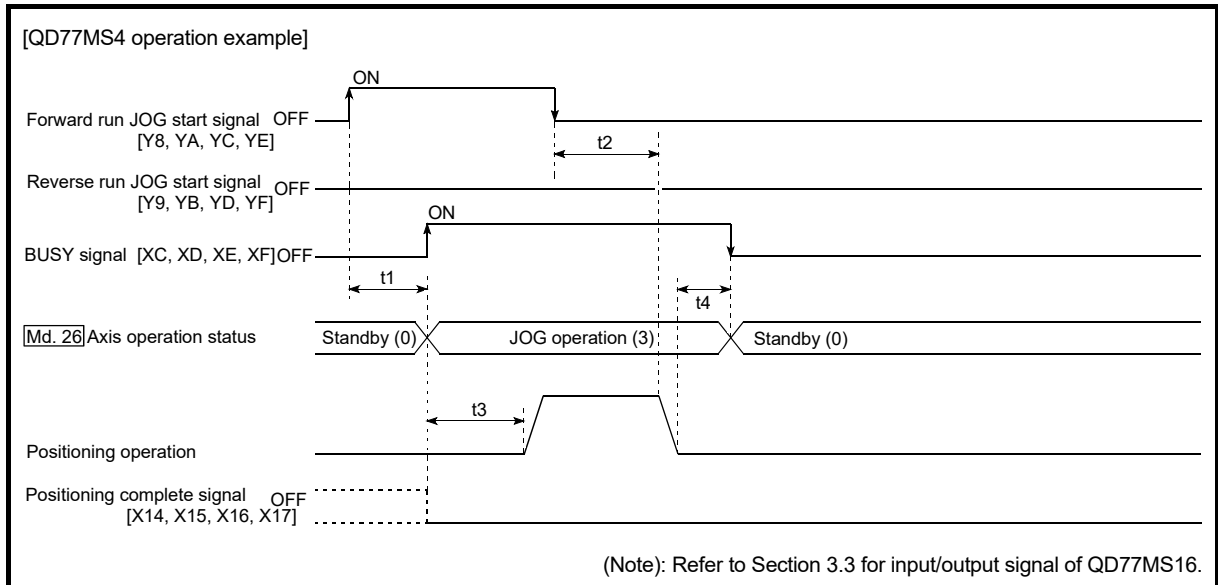 [QD77MS4 operation example]
ON
Forward run JOG start signal OFF
[Y8, YA, YC, YE]
t2
Reverse run JOG start signal OFF
[Y9, YB, YD, YF]
ON
BUSY signal [XC, XD, XE, XF]OFF
t1
t4
Md. 26 Axis operation status Standby (0) JOG operation (3) Standby (0)
t3
Positioning operation
Positioning complete signal OFF
[X14, X15, X16, X17]
(Note): Refer to Section 3.3 for input/output signal of QD77MS16.